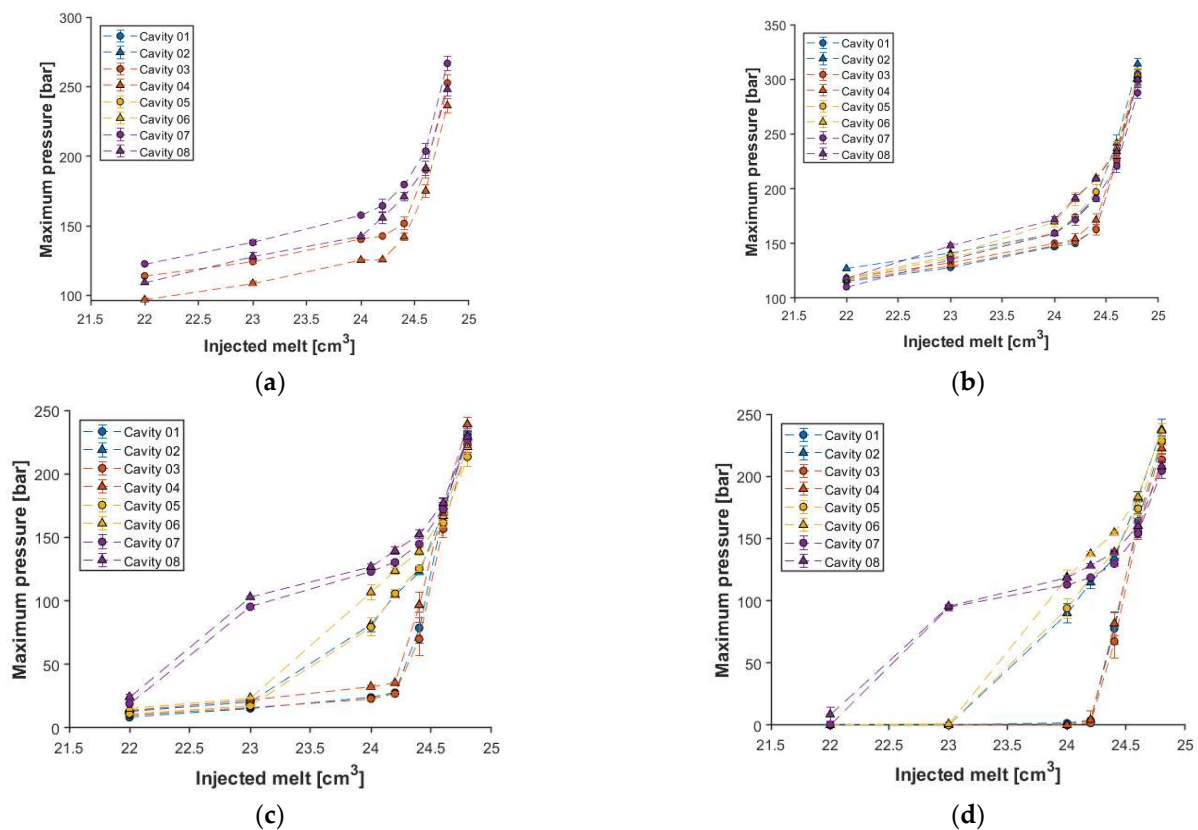 300
250
200
150
100
Maximum pressure [bar]
Cavity 01
Cavity 02
Cavity 03
Cavity 04
Cavity 05
Cavity 06
Cavity 07
Cavity 08
21.5 22 22.5 23 23.5 24 24.5 25
Injected melt [cm³]
(a)
350
300
250
200
150
100
Maximum pressure [bar]
Cavity 01
Cavity 02
Cavity 03
Cavity 04
Cavity 05
Cavity 06
Cavity 07
Cavity 08
21.5 22 22.5 23 23.5 24 24.5 25
Injected melt [cm³]
(b)
250
200
150
100
50
0
Maximum pressure [bar]
Cavity 01
Cavity 02
Cavity 03
Cavity 04
Cavity 05
Cavity 06
Cavity 07
Cavity 08
21.5 22 22.5 23 23.5 24 24.5 25
Injected melt [cm³]
(c)
250
200
150
100
50
0
Maximum pressure [bar]
Cavity 01
Cavity 02
Cavity 03
Cavity 04
Cavity 05
Cavity 06
Cavity 07
Cavity 08
21.5 22 22.5 23 23.5 24 24.5 25
Injected melt [cm³]
(d)